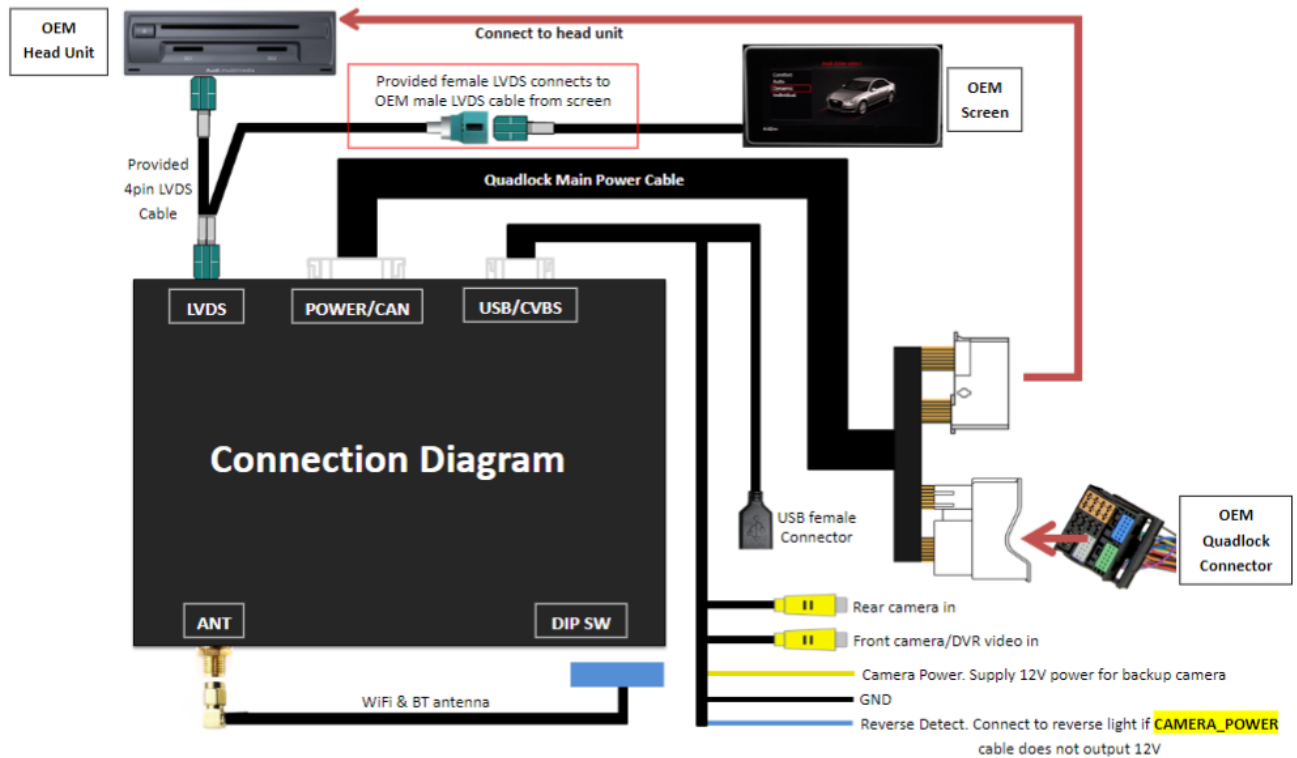 OEM
Head Unit
Connect to head unit
Provided female LVDS connects to
OEM male LVDS cable from screen
OEM
Screen
Provided
4pin LVDS
Cable
Quadlock Main Power Cable
LVDS
POWER/CAN
USB/CVBS
Connection Diagram
USB female
Connector
OEM
Quadlock
Connector
ANT
DIP SW
Rear camera in
Front camera/DVR video in
WiFi & BT antenna
Camera Power. Supply 12V power for backup camera
GND
Reverse Detect. Connect to reverse light if CAMERA_POWER
cable does not output 12V
Comfort
Auto
Dynamic
Individual